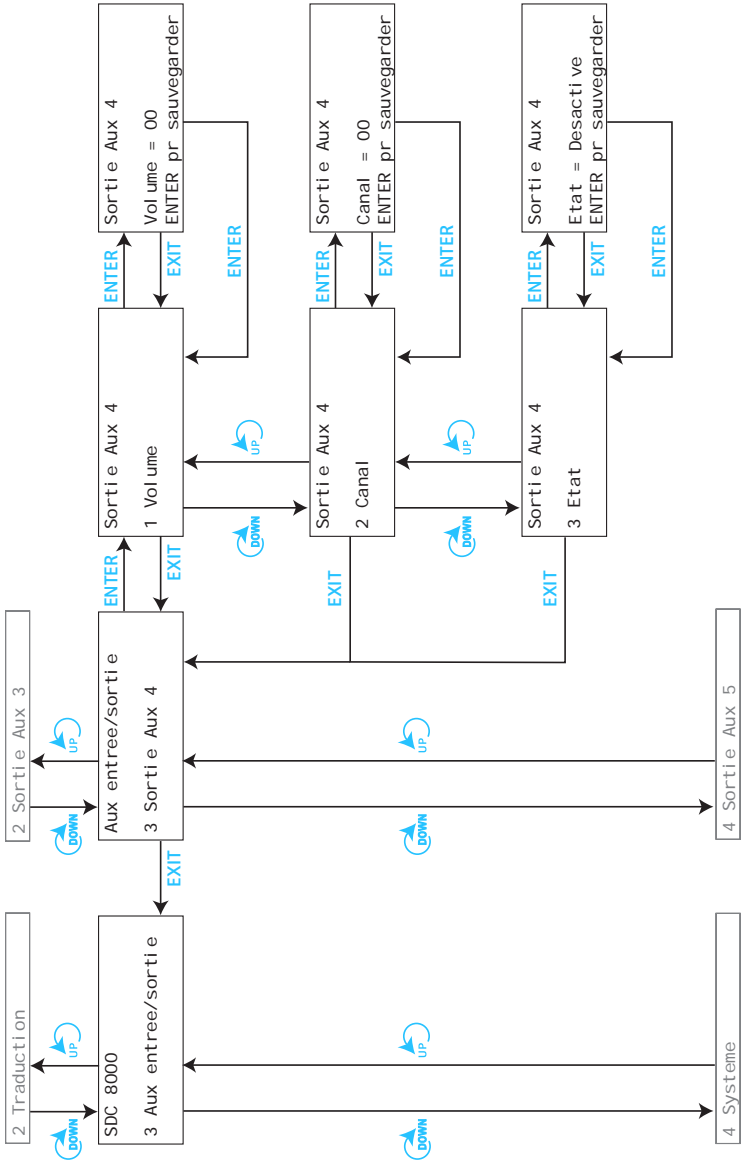 2 Traduction
DOWN
UP
SDC 8000
3 Aux entree/sortie
DOWN
UP
4 Systeme
EXIT
2 Sortie Aux 3
DOWN
UP
Aux entree/sortie
3 Sortie Aux 4
DOWN
UP
4 Sortie Aux 5
ENTER
EXIT
EXIT
Sortie Aux 4
1 Volume
DOWN
UP
Sortie Aux 4
2 Canal
DOWN
UP
Sortie Aux 4
3 Etat
ENTER
EXIT
ENTER
Sortie Aux 4
Volume = 00
ENTER pr sauvegarder
ENTER
EXIT
ENTER
Sortie Aux 4
Canal = 00
ENTER pr sauvegarder
ENTER
EXIT
ENTER
Sortie Aux 4
Etat = Desactive
ENTER pr sauvegarder